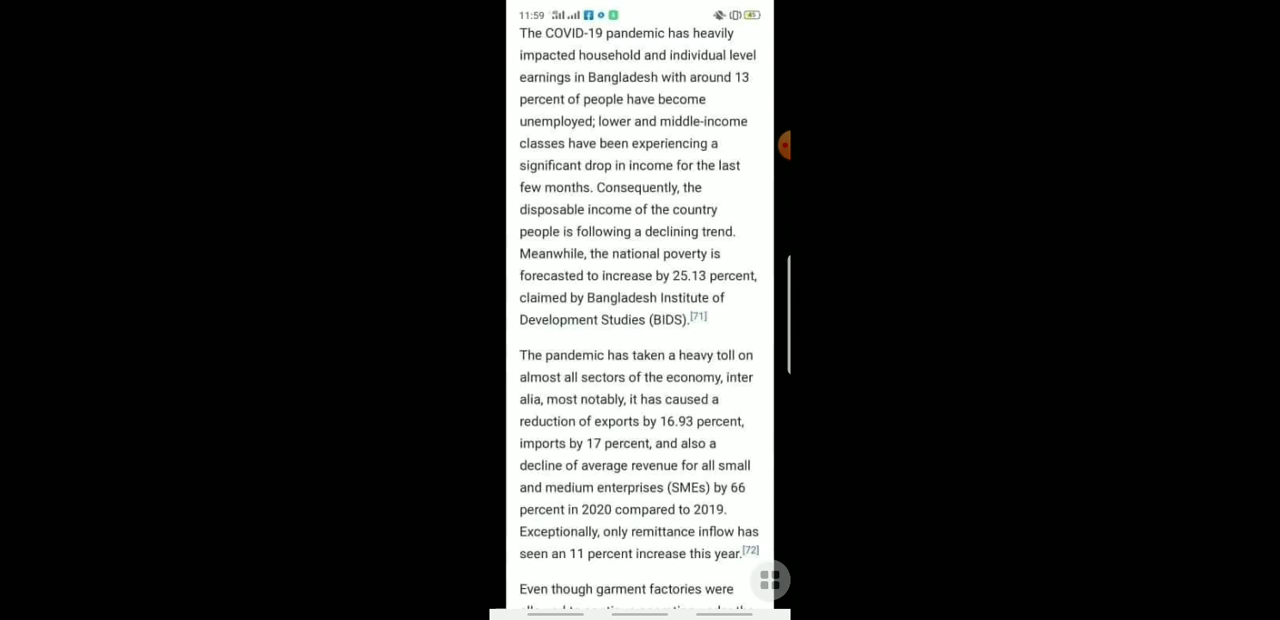 11:59
45
The COVID-19 pandemic has heavily
impacted household and individual level
earnings in Bangladesh with around 13
percent of people have become
unemployed; lower and middle-income
classes have been experiencing a
significant drop in income for the last
few months. Consequently, the
disposable income of the country
people is following a declining trend.
Meanwhile, the national poverty is
forecasted to increase by 25.13 percent,
claimed by Bangladesh Institute of
Development Studies (BIDS).[71]
The pandemic has taken a heavy toll on
almost all sectors of the economy, inter
alia, most notably, it has caused a
reduction of exports by 16.93 percent,
imports by 17 percent, and also a
decline of average revenue for all small
and medium enterprises (SMEs) by 66
percent in 2020 compared to 2019.
Exceptionally, only remittance inflow has
seen an 11 percent increase this year.[72]
Even though garment factories were